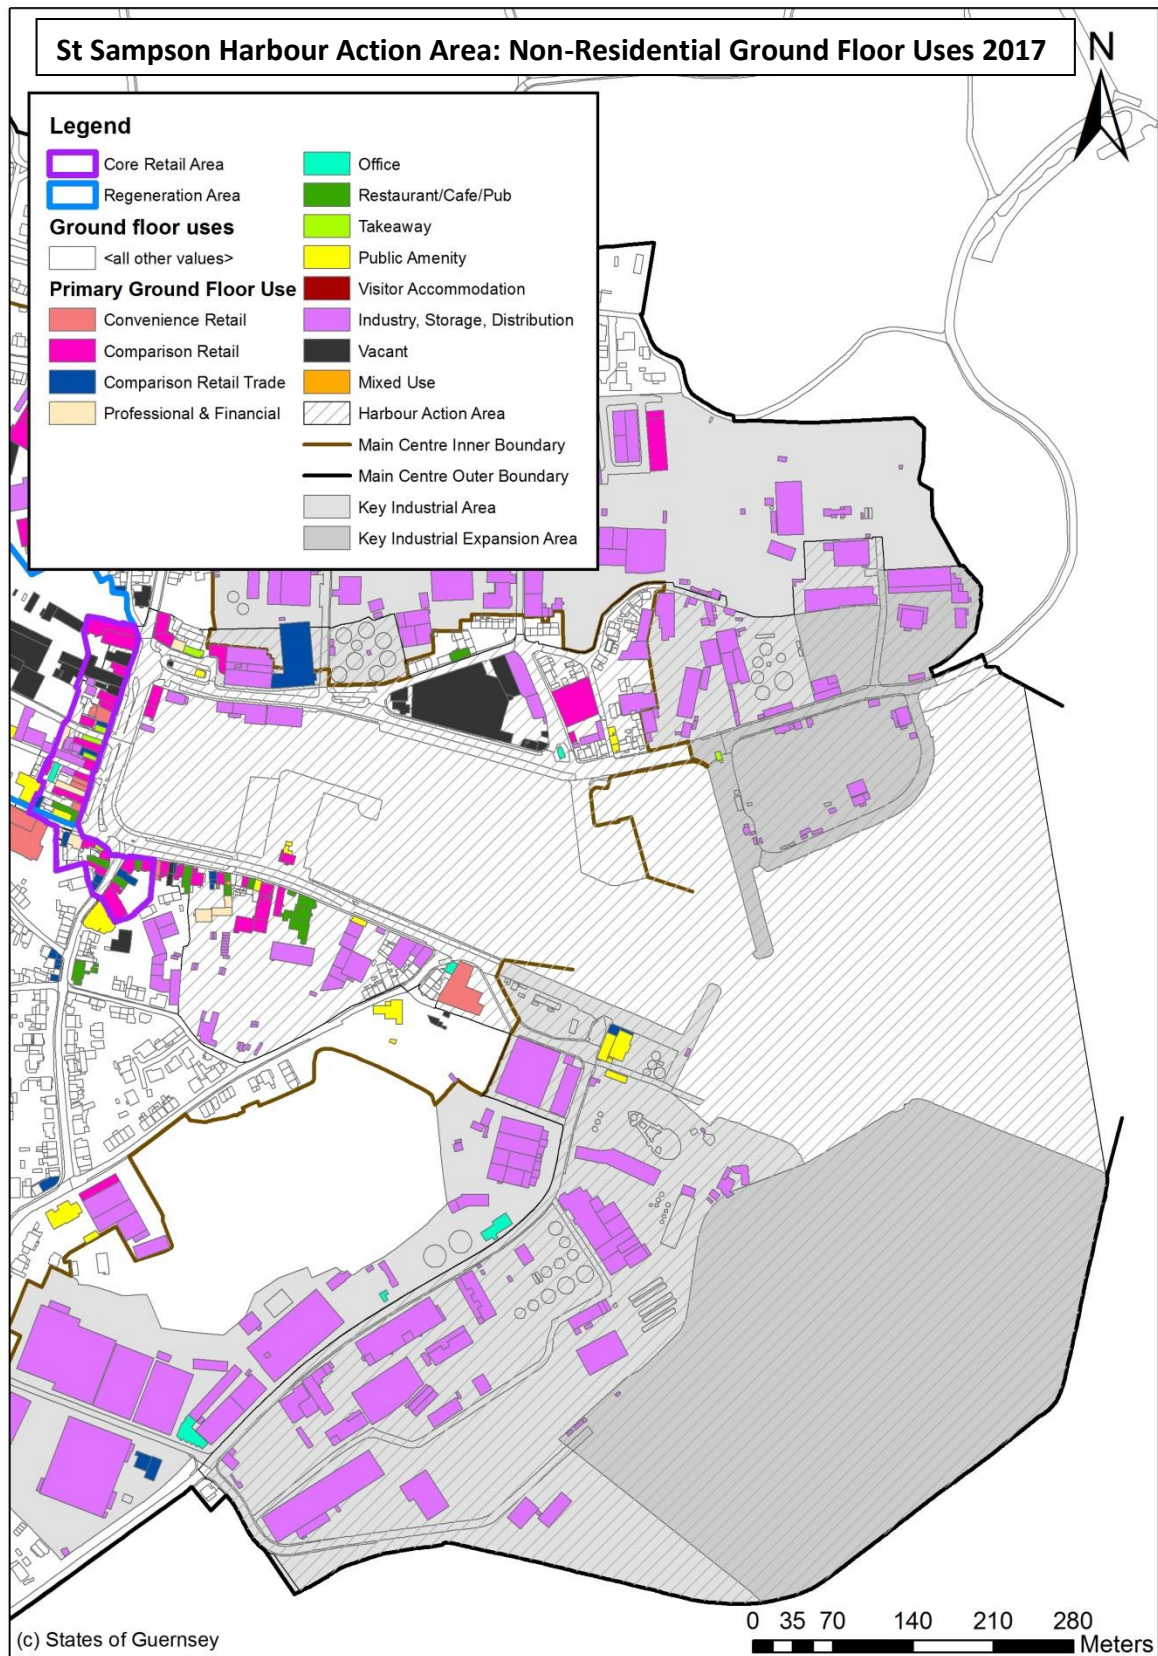 St Sampson Harbour Action Area: Non-Residential Ground Floor Uses 2017
N
Legend
Core Retail Area
Regeneration Area
Ground floor uses
<all other values>
Primary Ground Floor Use
Convenience Retail
Comparison Retail
Comparison Retail Trade
Professional & Financial
Office
Restaurant/Cafe/Pub
Takeaway
Public Amenity
Visitor Accommodation
Industry, Storage, Distribution
Vacant
Mixed Use
Harbour Action Area
Main Centre Inner Boundary
Main Centre Outer Boundary
Key Industrial Area
Key Industrial Expansion Area
0 35 70 140 210 280
Meters
(c) States of Guernsey